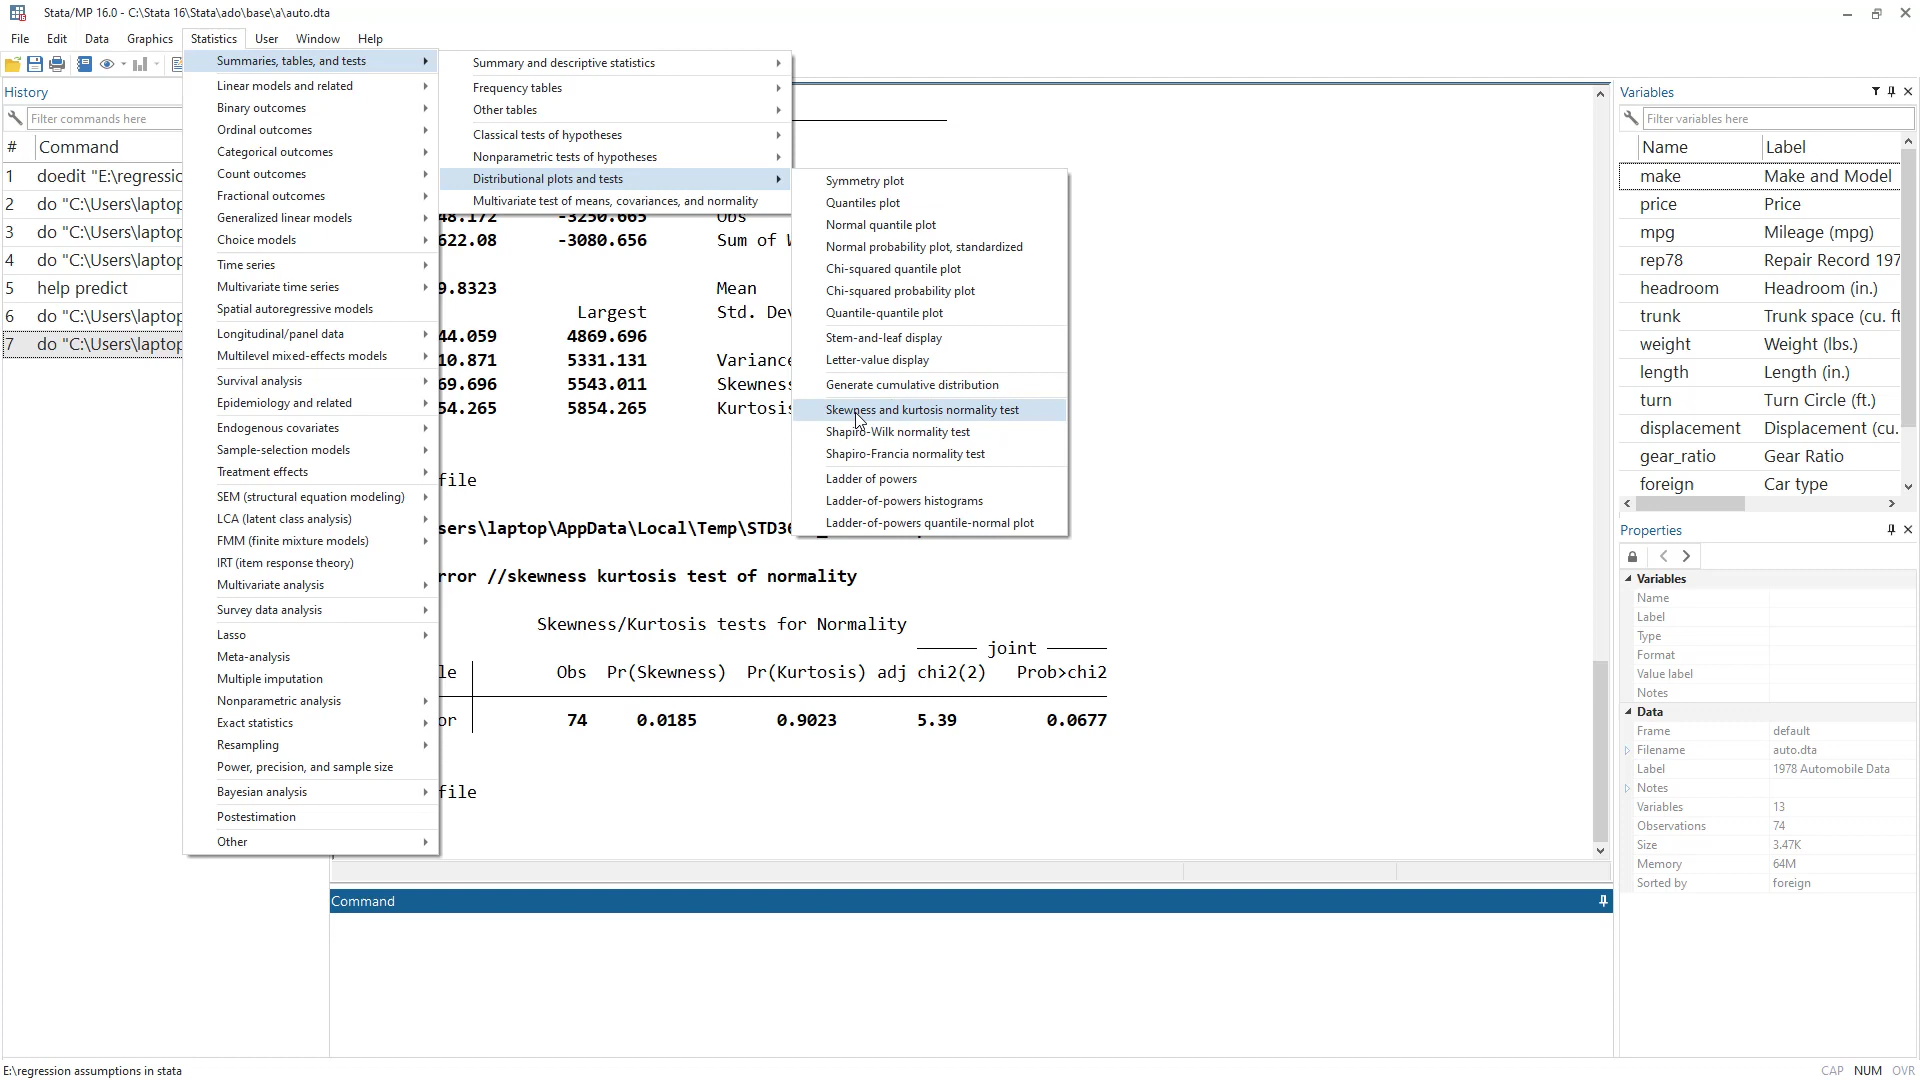 Stata/MP 16.0 - C:\Stata 16\Stata\ado\base\a\auto.dta
File Edit Data Graphics Statistics User Window Help
History
Filter commands here
# Command
1 doedit "E:\regressic
2 do "C:\Users\laptop
3 do "C:\Users\laptop
4 do "C:\Users\laptop
5 help predict
6 do "C:\Users\laptop
7 do "C:\Users\laptop
Summaries, tables, and tests
Linear models and related
Binary outcomes
Ordinal outcomes
Categorical outcomes
Count outcomes
Fractional outcomes
Generalized linear models
Choice models
Time series
Multivariate time series
Spatial autoregressive models
Longitudinal/panel data
Multilevel mixed-effects models
Survival analysis
Epidemiology and related
Endogenous covariates
Sample-selection models
Treatment effects
SEM (structural equation modeling)
LCA (latent class analysis)
FMM (finite mixture models)
IRT (item response theory)
Multivariate analysis
Survey data analysis
Lasso
Meta-analysis
Multiple imputation
Nonparametric analysis
Exact statistics
Resampling
Power, precision, and sample size
Bayesian analysis
Postestimation
Other
Summary and descriptive statistics
Frequency tables
Other tables
Classical tests of hypotheses
Nonparametric tests of hypotheses
Distributional plots and tests
Multivariate test of means, covariances, and normality
Symmetry plot
Quantiles plot
Normal quantile plot
Normal probability plot, standardized
Chi-squared quantile plot
Chi-squared probability plot
Quantile-quantile plot
Stem-and-leaf display
Letter-value display
Generate cumulative distribution
Skewness and kurtosis normality test
Shapiro-Wilk normality test
Shapiro-Francia normality test
Ladder of powers
Ladder-of-powers histograms
Ladder-of-powers quantile-normal plot
48.172 -3250.665 Obs
622.08 -3080.656 Sum of W
9.8323 Mean
Largest Std. Dev
44.059 4869.696
10.871 5331.131 Variance
69.696 5543.011 Skewness
54.265 5854.265 Kurtosis
file
sers\laptop\AppData\Local\Temp\STD36
rror //skewness kurtosis test of normality
Skewness/Kurtosis tests for Normality
joint
le Obs Pr(Skewness) Pr(Kurtosis) adj chi2(2) Prob>chi2
or 74 0.0185 0.9023 5.39 0.0677
file
Command
Variables
Filter variables here
Name Label
make Make and Model
price Price
mpg Mileage (mpg)
rep78 Repair Record 197
headroom Headroom (in.)
trunk Trunk space (cu. ft
weight Weight (lbs.)
length Length (in.)
turn Turn Circle (ft.)
displacement Displacement (cu.
gear_ratio Gear Ratio
foreign Car type
Properties
Variables
Name
Label
Type
Format
Value label
Notes
Data
Frame default
Filename auto.dta
Label 1978 Automobile Data
Notes
Variables 13
Observations 74
Size 3.47K
Memory 64M
Sorted by foreign
E:\regression assumptions in stata
CAP NUM OVR